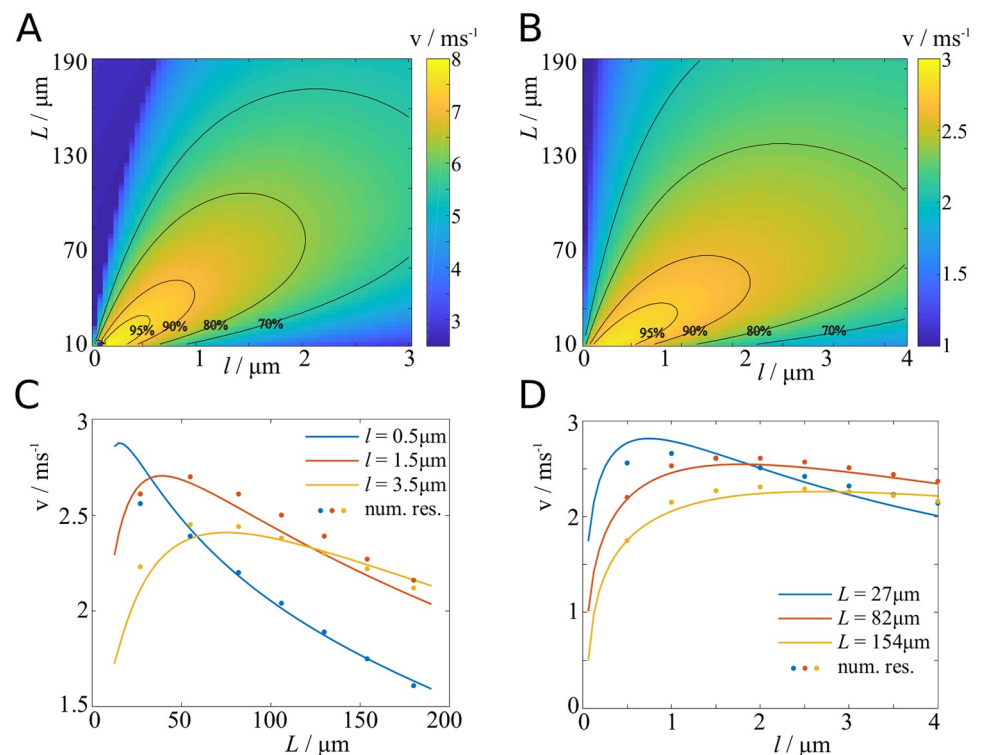 A
v / ms⁻¹
B
v / ms⁻¹
L / μm
190
130
70
10
95%
90%
80%
70%
0
1
2
3
l / μm
8
7
6
5
4
3
L / μm
190
130
70
10
95%
90%
80%
70%
0
2
4
l / μm
3
2.5
2
1.5
1
C
D
v / ms⁻¹
3
2.5
2
1.5
l = 0.5μm
l = 1.5μm
l = 3.5μm
num. res.
0
50
100
150
200
L / μm
v / ms⁻¹
3
2
1
0
L = 27μm
L = 82μm
L = 154μm
num. res.
0
1
2
3
4
l / μm